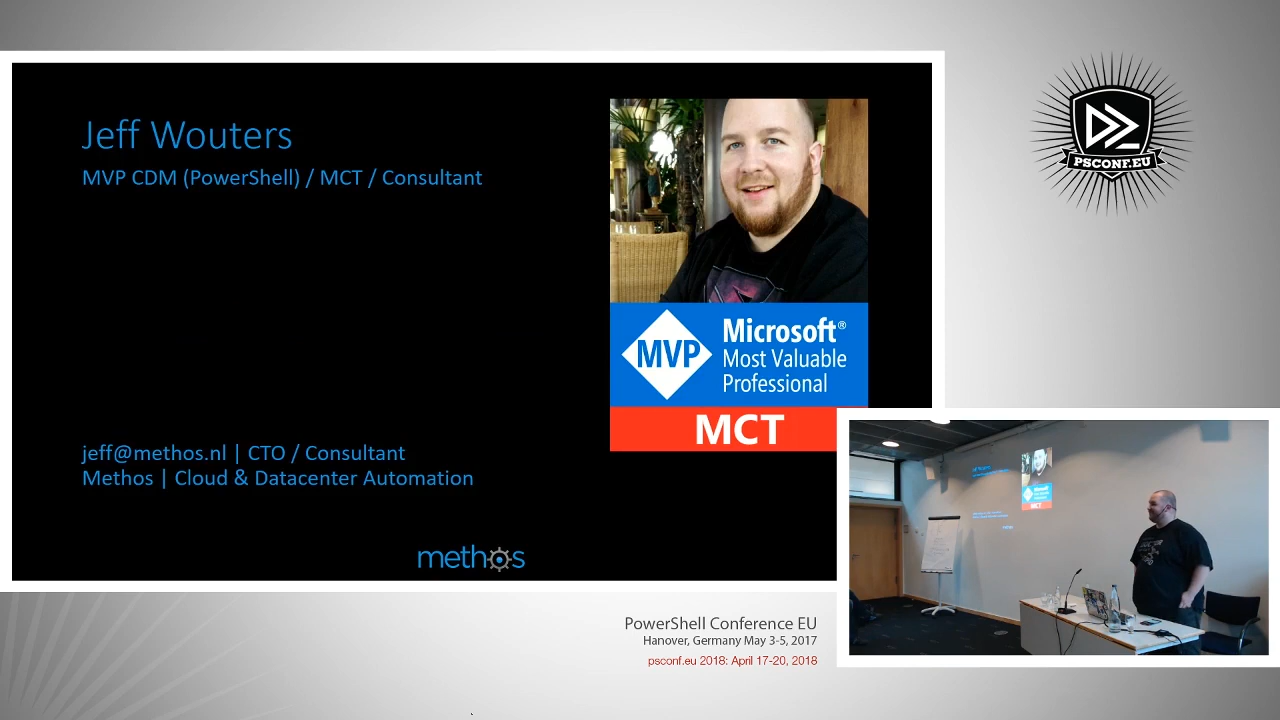 Jeff Wouters
MVP CDM (PowerShell) / MCT / Consultant
MVP
Microsoft®
Most Valuable
Professional
MCT
jeff@methos.nl | CTO / Consultant
Methos | Cloud & Datacenter Automation
methos
PSCONF.EU
MCT
PowerShell Conference EU
Hanover, Germany May 3-5, 2017
psconf.eu 2018: April 17-20, 2018